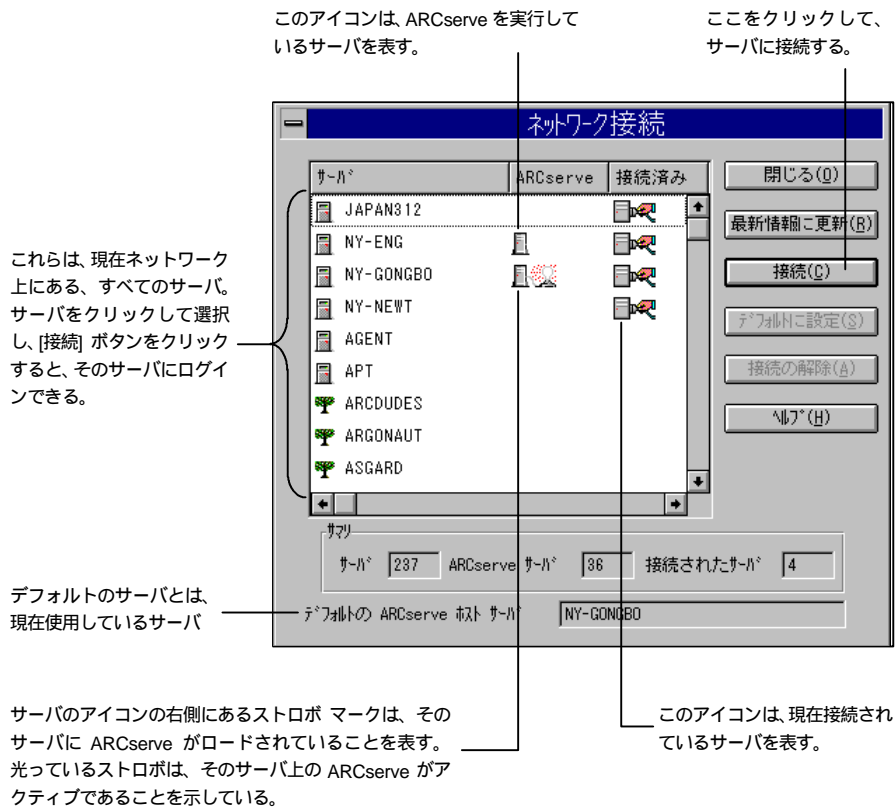 このアイコンは、ARCserve を実行して
いるサーバを表す。
ここをクリックして、
サーバに接続する。
ネットワーク接続
サーバ ARCserve 接続済み
JAPAN312
NY-ENG
NY-GONGBO
NY-NEWT
AGENT
APT
ARCDUDES
ARGONAUT
ASGARD
閉じる(O)
最新情報に更新(R)
接続(C)
デフォルトに設定(S)
接続の解除(A)
ヘルプ(H)
これらは、現在ネットワーク
上にある、すべてのサーバ。
サーバをクリックして選択
し、[接続] ボタンをクリック
すると、そのサーバにログイ
ンできる。
サマリ
サーバ 237 ARCserve サーバ 36 接続されたサーバ 4
デフォルトの ARCserve ホスト サーバ NY-GONGBO
デフォルトのサーバとは、
現在使用しているサーバ
サーバのアイコンの右側にあるストロボ マークは、その
サーバに ARCserve がロードされていることを表す。
光っているストロボは、そのサーバ上の ARCserve がア
クティブであることを示している。
このアイコンは、現在接続され
ているサーバを表す。